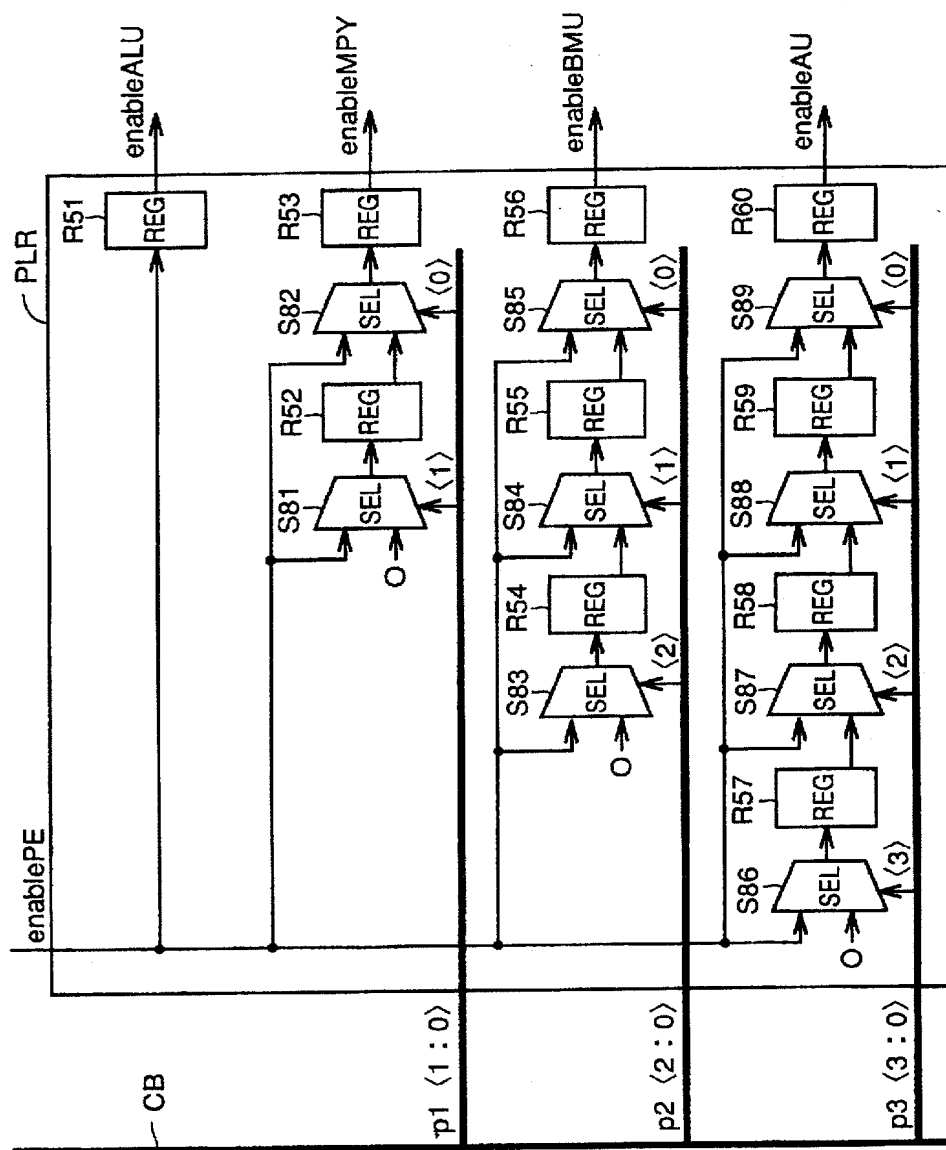 PLR
enablePE
CB
R51
REG
enableALU
S81
SEL
O
R52
REG
S82
SEL
R53
REG
enableMPY
⟨1⟩
⟨0⟩
p1 ⟨1 : 0⟩
S83
SEL
O
R54
REG
S84
SEL
R55
REG
S85
SEL
R56
REG
enableBMU
⟨2⟩
⟨1⟩
⟨0⟩
p2 ⟨2 : 0⟩
S86
SEL
O
R57
REG
S87
SEL
R58
REG
S88
SEL
R59
REG
S89
SEL
R60
REG
enableAU
⟨3⟩
⟨2⟩
⟨1⟩
⟨0⟩
p3 ⟨3 : 0⟩